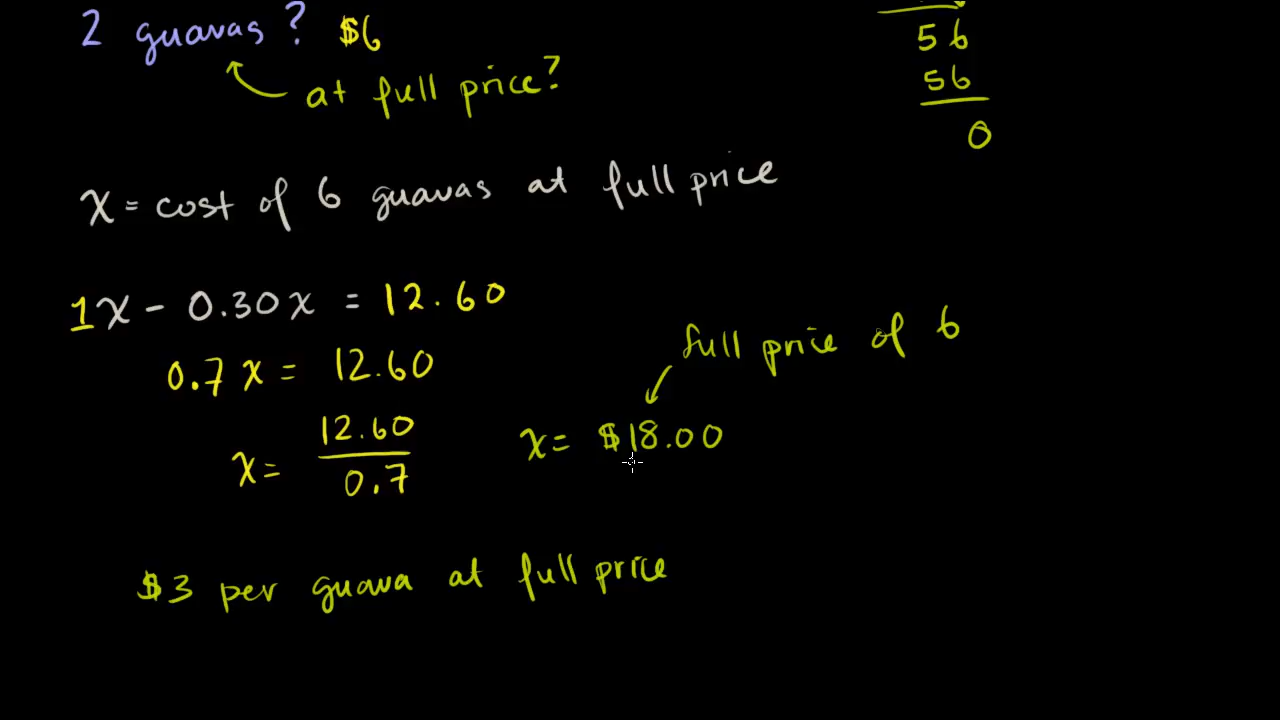 2 guavas? $6
at full price?
56
56
0
x = cost of 6 guavas at full price
1x - 0.30x = 12.60
0.7x = 12.60
full price of 6
x = 12.60 / 0.7
x = $18.00
$3 per guava at full price